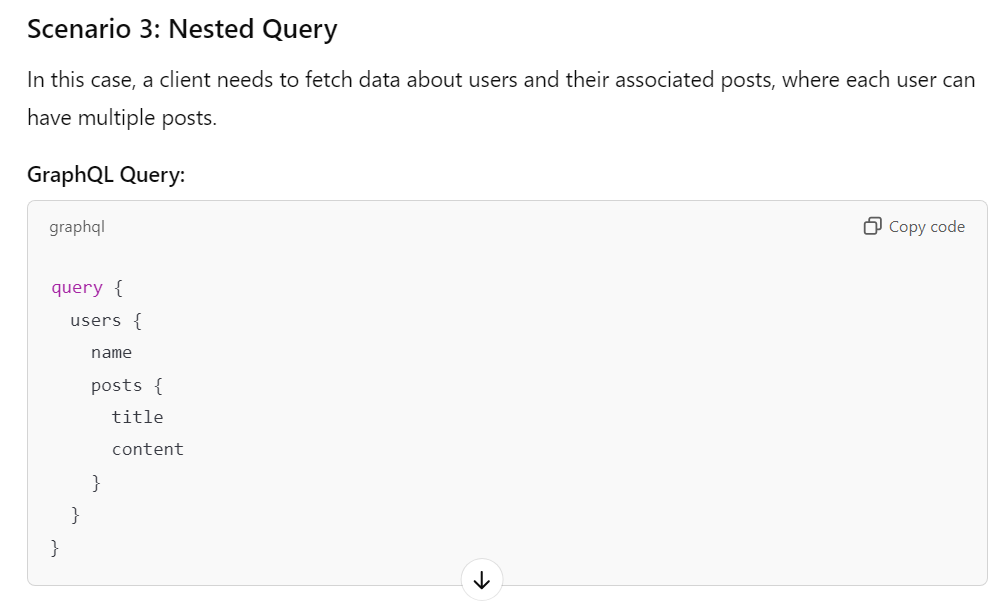 Scenario 3: Nested Query
In this case, a client needs to fetch data about users and their associated posts, where each user can
have multiple posts.
GraphQL Query:
graphql
Copy code
query {
  users {
    name
    posts {
      title
      content
    }
  }
}